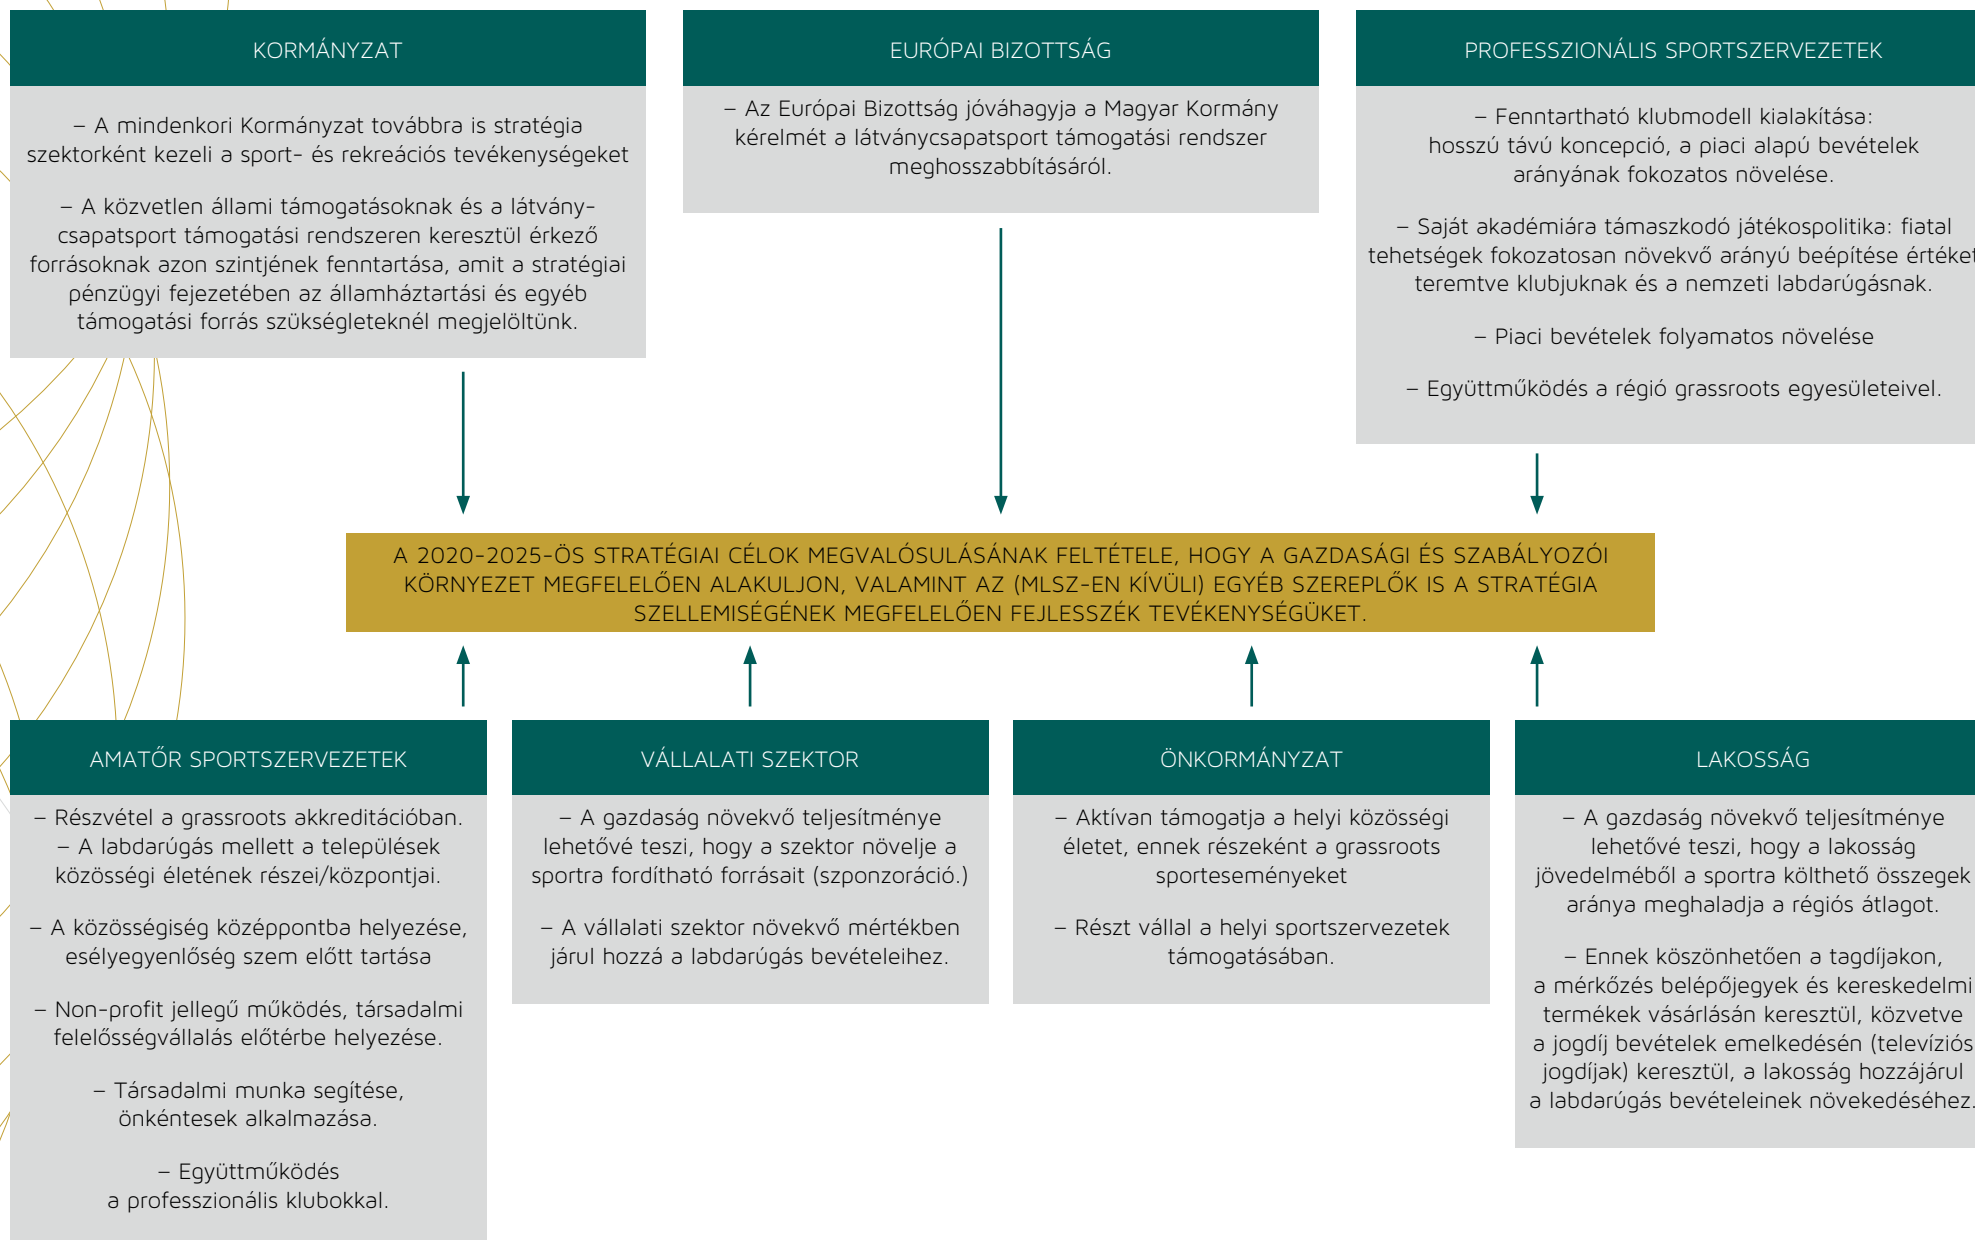 KORMÁNYZAT
– A mindenkori Kormányzat továbbra is stratégia
szektorként kezeli a sport- és rekreációs tevékenységeket
– A közvetlen állami támogatásoknak és a látvány-
csapatsport támogatási rendszeren keresztül érkező
forrásoknak azon szintjének fenntartása, amit a stratégiai
pénzügyi fejezetében az államháztartási és egyéb
támogatási forrás szükségleteknél megjelöltünk.
EURÓPAI BIZOTTSÁG
– Az Európai Bizottság jóváhagyja a Magyar Kormány
kérelmét a látványcsapatsport támogatási rendszer
meghosszabbításáról.
PROFESSZIONÁLIS SPORTSZERVEZETEK
– Fenntartható klubmodell kialakítása:
hosszú távú koncepció, a piaci alapú bevételek
arányának fokozatos növelése.
– Saját akadémiára támaszkodó játékospolitika: fiatal
tehetségek fokozatosan növekvő arányú beépítése értéket
teremtve klubjuknak és a nemzeti labdarúgásnak.
– Piaci bevételek folyamatos növelése
– Együttműködés a régió grassroots egyesületeivel.
A 2020-2025-ÖS STRATÉGIAI CÉLOK MEGVALÓSULÁSÁNAK FELTÉTELE, HOGY A GAZDASÁGI ÉS SZABÁLYOZÓI
KÖRNYEZET MEGFELELŐEN ALAKULJON, VALAMINT AZ (MLSZ-EN KÍVÜLI) EGYÉB SZEREPLŐK IS A STRATÉGIA
SZELLEMISÉGÉNEK MEGFELELŐEN FEJLESSZÉK TEVÉKENYSÉGÜKET.
AMATŐR SPORTSZERVEZETEK
– Részvétel a grassroots akkreditációban.
– A labdarúgás mellett a települések
közösségi életének részei/központjai.
– A közösségiség középpontba helyezése,
esélyegyenlőség szem előtt tartása
– Non-profit jellegű működés, társadalmi
felelősségvállalás előtérbe helyezése.
– Társadalmi munka segítése,
önkéntesek alkalmazása.
– Együttműködés
a professzionális klubokkal.
VÁLLALATI SZEKTOR
– A gazdaság növekvő teljesítménye
lehetővé teszi, hogy a szektor növelje a
sportra fordítható forrásait (szponzoráció.)
– A vállalati szektor növekvő mértékben
járul hozzá a labdarúgás bevételeihez.
ÖNKORMÁNYZAT
– Aktívan támogatja a helyi közösségi
életet, ennek részeként a grassroots
sporteseményeket
– Részt vállal a helyi sportszervezetek
támogatásában.
LAKOSSÁG
– A gazdaság növekvő teljesítménye
lehetővé teszi, hogy a lakosság
jövedelméből a sportra költhető összegek
aránya meghaladja a régiós átlagot.
– Ennek köszönhetően a tagdíjakon,
a mérkőzés belépőjegyek és kereskedelmi
termékek vásárlásán keresztül, közvetve
a jogdíj bevételek emelkedésén (televíziós
jogdíjak) keresztül, a lakosság hozzájárul
a labdarúgás bevételeinek növekedéséhez.